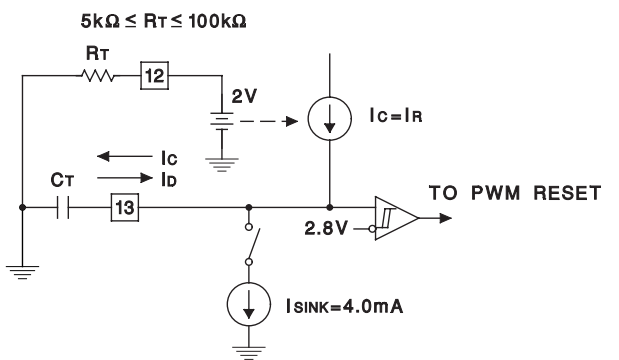 5kΩ ≤ RT ≤ 100kΩ
RT
12
2V
IC=IR
IC
ID
CT
13
TO PWM RESET
2.8V
ISINK=4.0mA